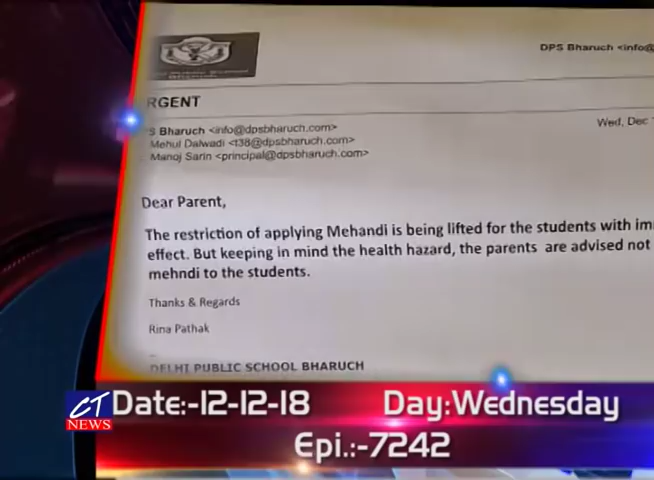 DPS Bharuch <info@
RGENT
S Bharuch <info@dpsbharuch.com>
Wed, Dec
Mehul Dalwadi <t38@dpsbharuch.com>
Manoj Sarin <principal@dpsbharuch.com>
Dear Parent,
The restriction of applying Mehandi is being lifted for the students with im
effect. But keeping in mind the health hazard, the parents are advised not
mehndi to the students.
Thanks & Regards
Rina Pathak
DELHI PUBLIC SCHOOL BHARUCH
CT
NEWS
Date:-12-12-18 Day:Wednesday
Epi.:-7242